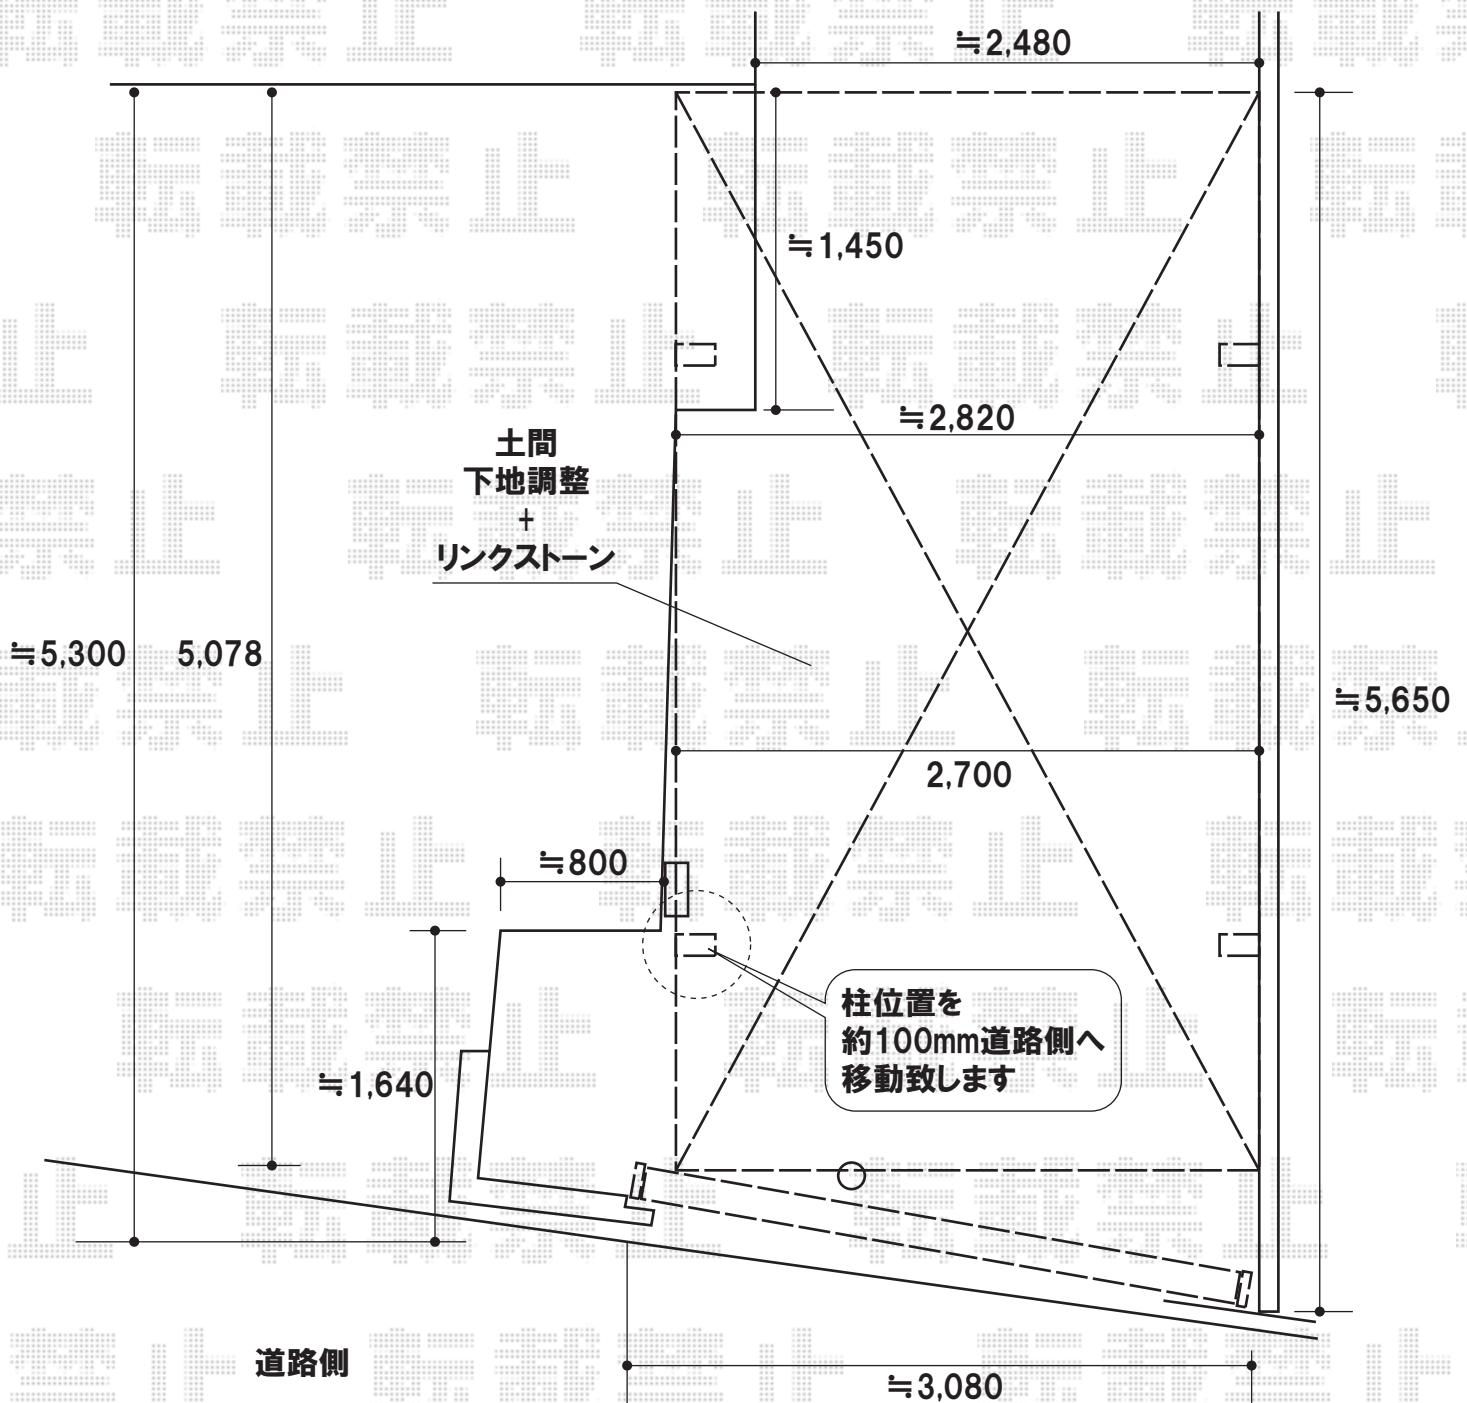 ≒2,480
≒1,450
≒2,820
土間
下地調整
+
リンクストーン
≒5,300
5,078
≒5,650
2,700
≒800
柱位置を
約100mm道路側へ
移動致します
≒1,640
道路側
≒3,080
転載禁止